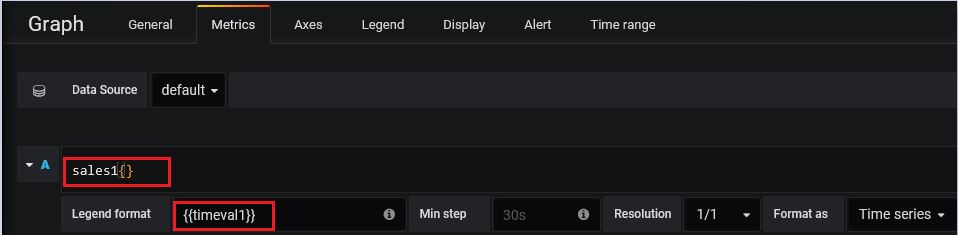 Graph General Metrics Axes Legend Display Alert Time range
Data Source default
A sales1{}
Legend format {{timeval1}} Min step 30s Resolution 1/1 Format as Time series